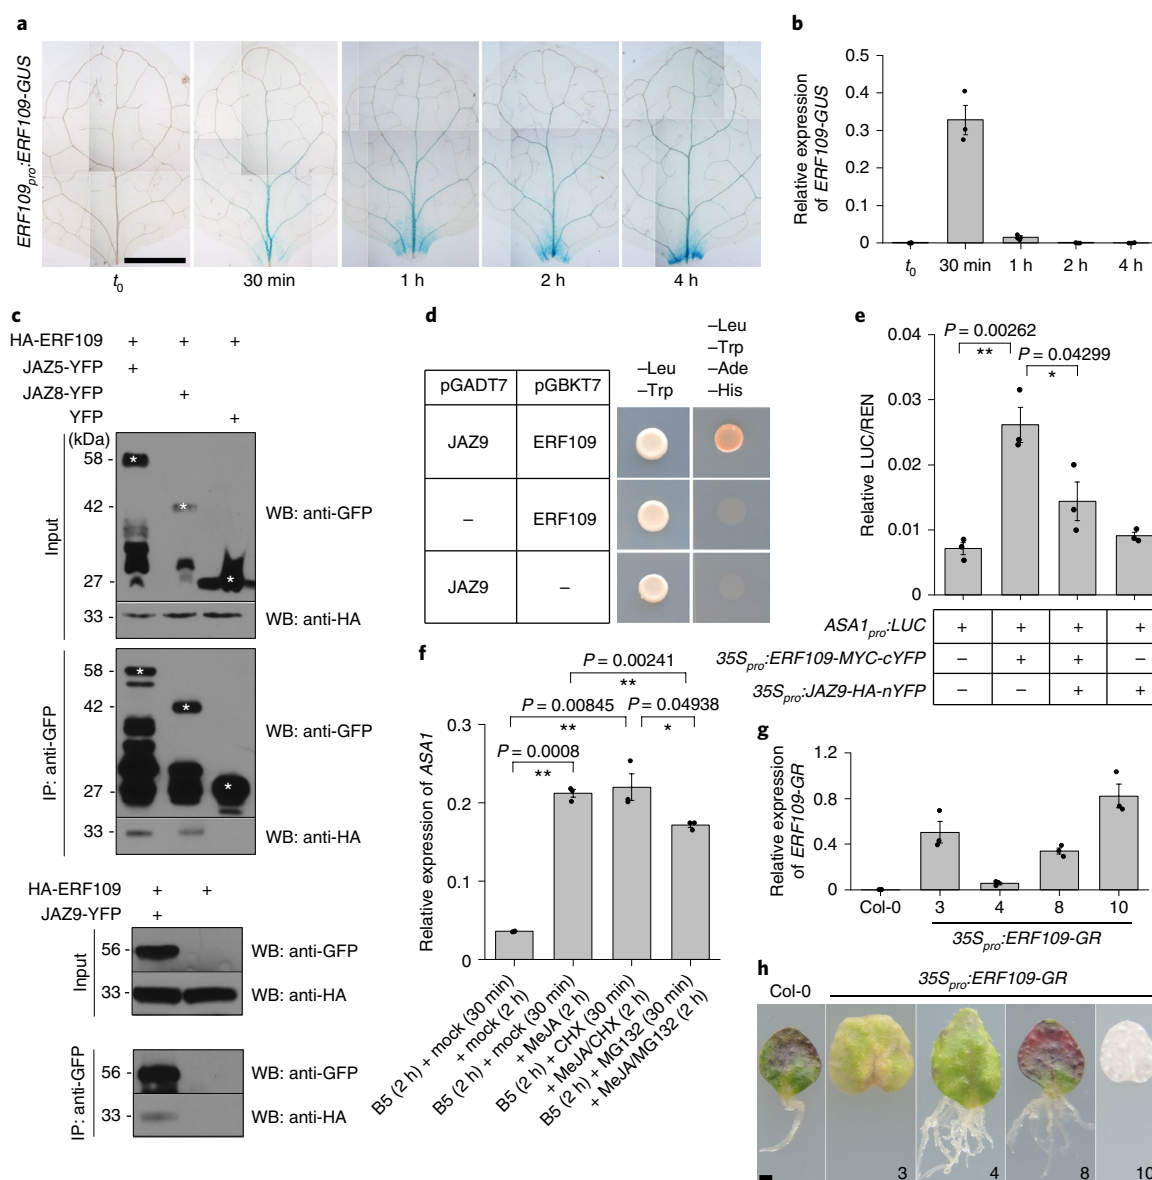 a
ERF109pro:ERF109-GUS
t0
30 min
1 h
2 h
4 h
b
Relative expression
of ERF109-GUS
0.5
0.4
0.3
0.2
0.1
0
t0
30 min
1 h
2 h
4 h
c
HA-ERF109 + + +
JAZ5-YFP +
JAZ8-YFP +
YFP +
(kDa)
Input
58
*
42
*
27
*
WB: anti-GFP
33
WB: anti-HA
IP: anti-GFP
58
*
42
*
27
*
WB: anti-GFP
33
WB: anti-HA
HA-ERF109 + +
JAZ9-YFP +
Input
56
WB: anti-GFP
33
WB: anti-HA
IP: anti-GFP
56
WB: anti-GFP
33
WB: anti-HA
d
pGADT7 pGBKT7
–Leu
–Trp
–Leu
–Trp
–Ade
–His
JAZ9 ERF109
– ERF109
JAZ9 –
e
Relative LUC/REN
0.04
0.03
0.02
0.01
0
P = 0.00262
**
P = 0.04299
*
ASA1pro:LUC + + + +
35Spro:ERF109-MYC-cYFP – + + –
35Spro:JAZ9-HA-nYFP – – + +
f
Relative expression of ASA1
0.3
0.2
0.1
0
P = 0.00241
**
P = 0.00845
**
P = 0.04938
*
P = 0.0008
**
B5 (2 h) + mock (30 min)
+ mock (2 h)
B5 (2 h) + mock (30 min)
+ MeJA (2 h)
B5 (2 h) + CHX (30 min)
+ MeJA/CHX (2 h)
B5 (2 h) + MG132 (30 min)
+ MeJA/MG132 (2 h)
g
Relative expression
of ERF109-GR
1.2
0.8
0.4
0
Col-0
3
4
8
10
35Spro:ERF109-GR
h
Col-0
35Spro:ERF109-GR
3
4
8
10